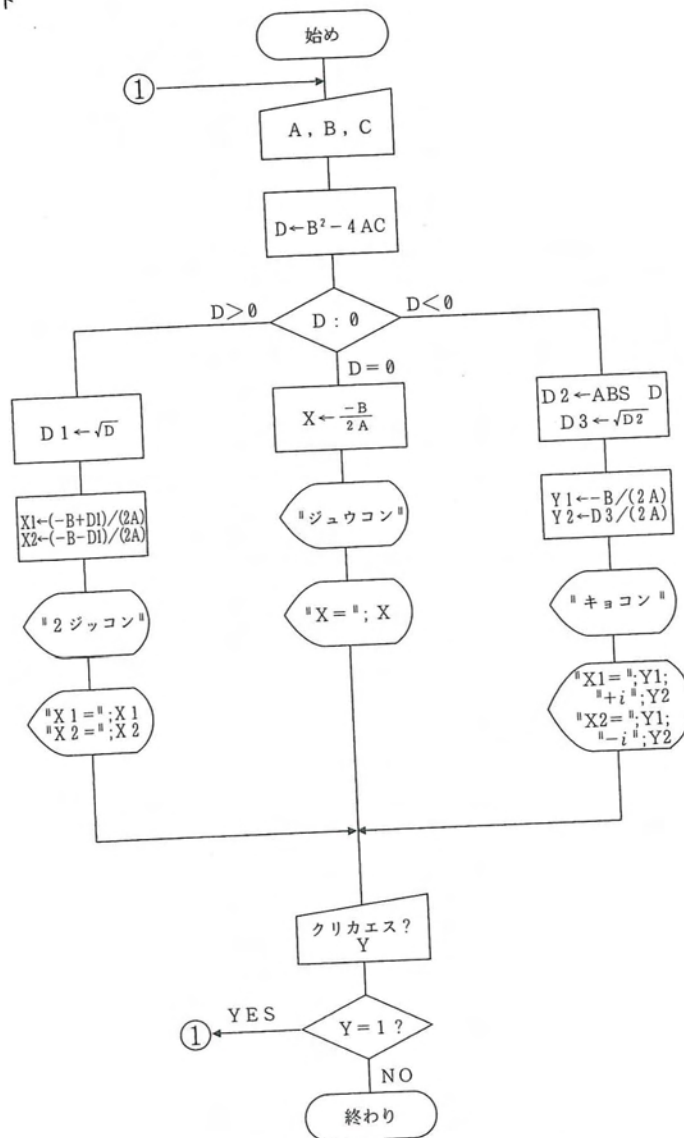 ト
始め
①
A , B , C
D←B²－4AC
D＞0
D : 0
D＜0
D＝0
D1←√D
X←－B/2A
D2←ABS D
D3←√D2
X1←(－B+D1)/(2A)
X2←(－B－D1)/(2A)
"ジュウコン"
Y1←－B/(2A)
Y2←D3/(2A)
"2ジッコン"
"X＝"; X
"キョコン"
"X1＝";X1
"X2＝";X2
"X1＝";Y1;
"+i";Y2
"X2＝";Y1;
"－i";Y2
クリカエス?
Y
① YES
Y＝1?
NO
終わり